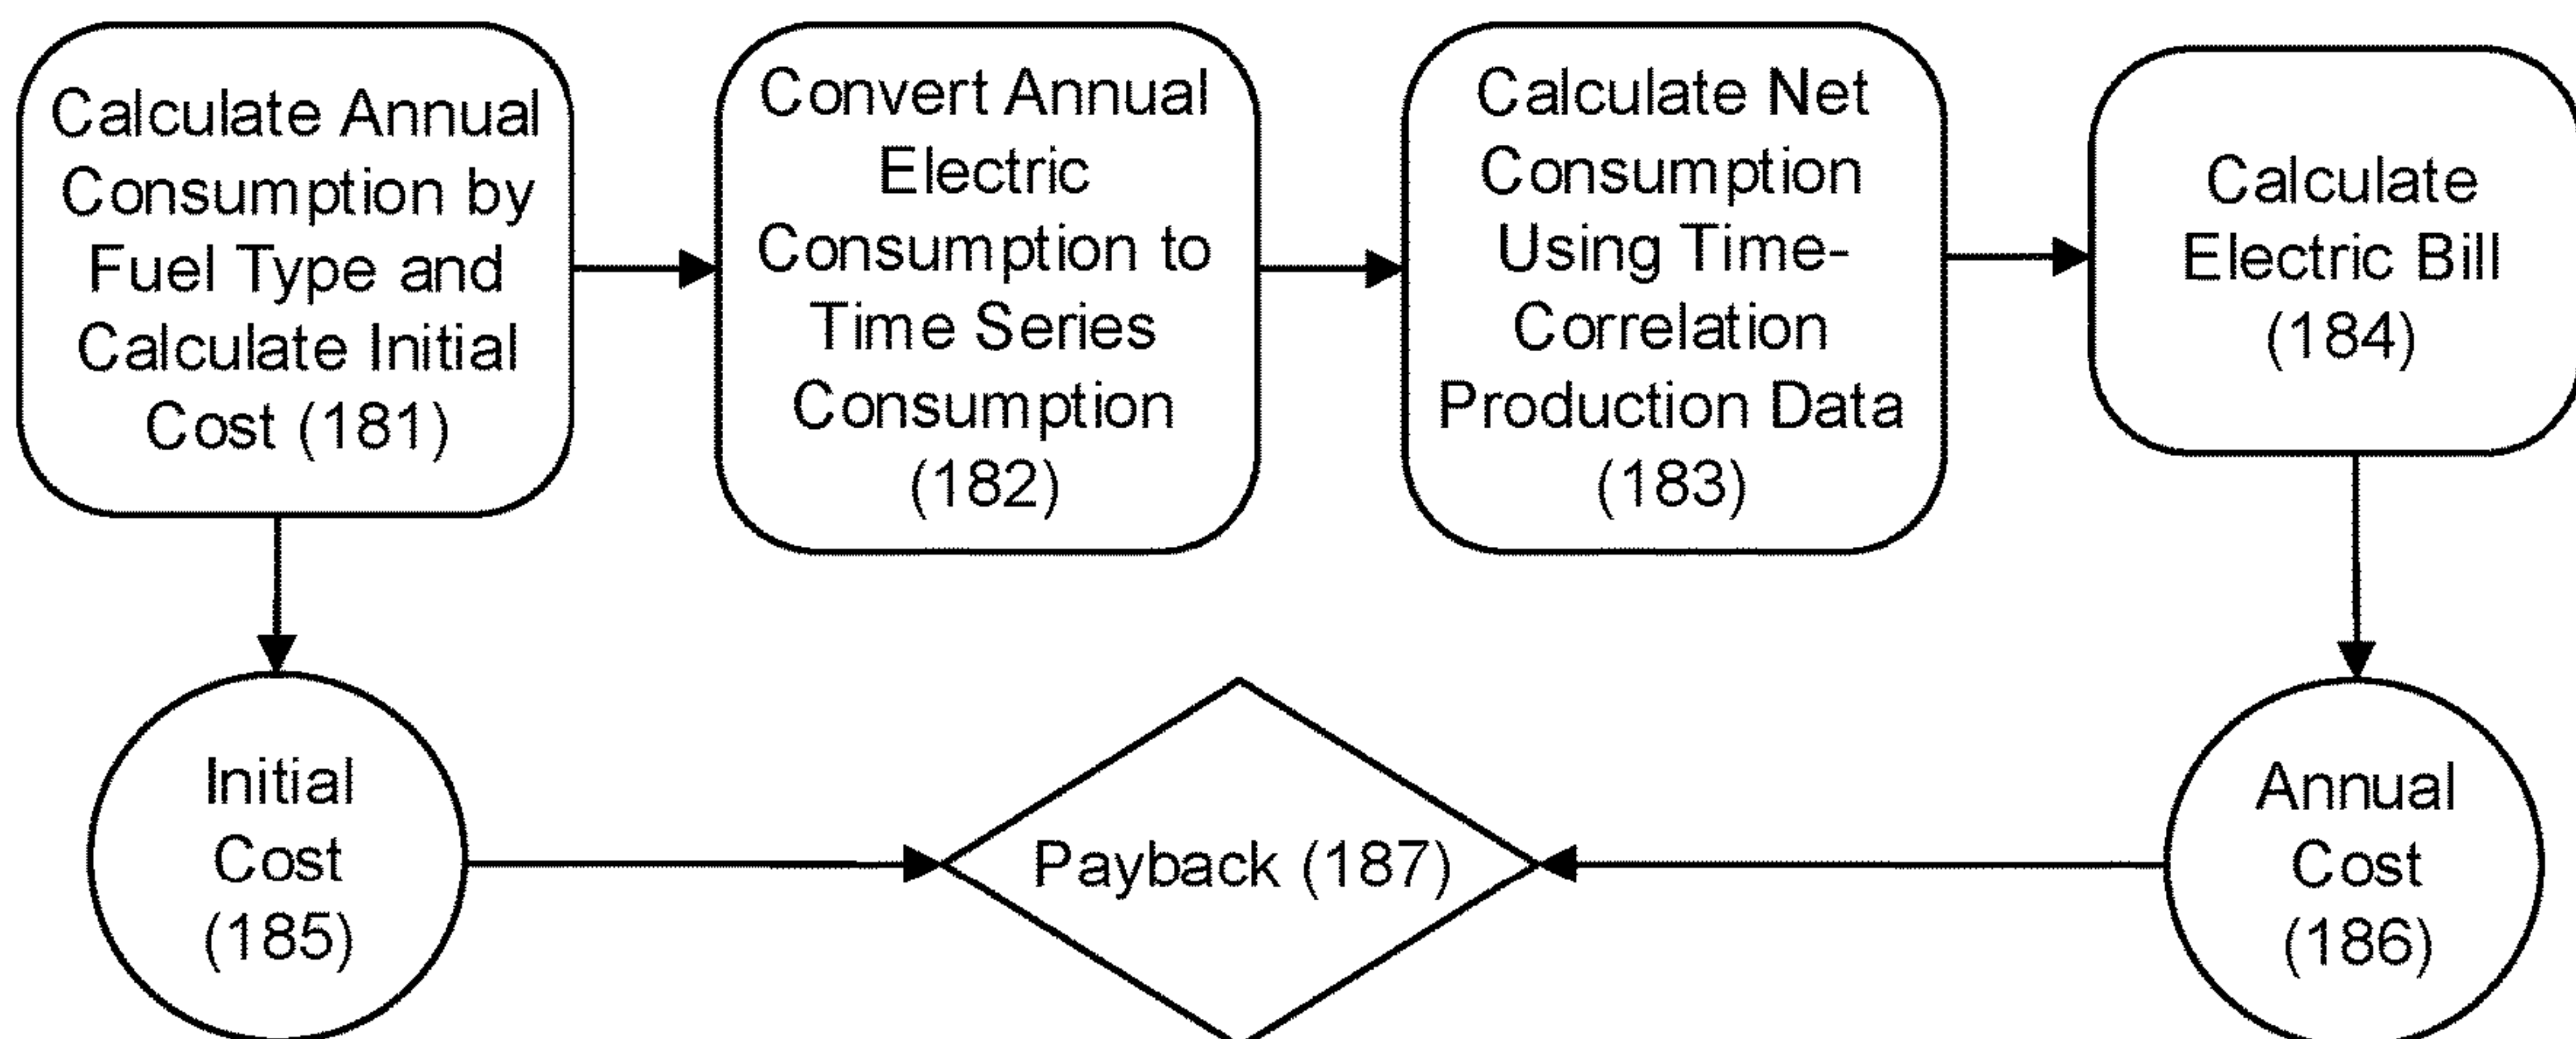 Calculate Annual
Consumption by
Fuel Type and
Calculate Initial
Cost (181)
Convert Annual
Electric
Consumption to
Time Series
Consumption
(182)
Calculate Net
Consumption
Using Time-
Correlation
Production Data
(183)
Calculate
Electric Bill
(184)
Initial
Cost
(185)
Payback (187)
Annual
Cost
(186)